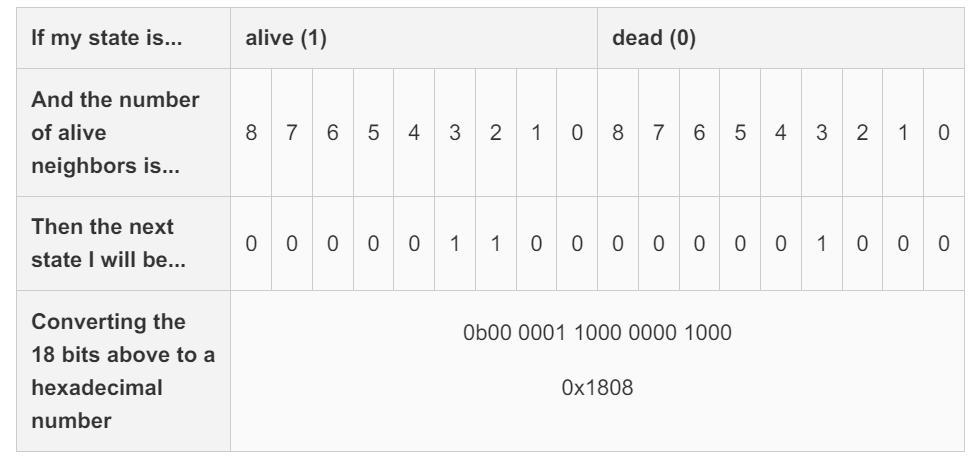 If my state is... alive (1) dead (0)
And the number
of alive
neighbors is...
8 7 6 5 4 3 2 1 0 8 7 6 5 4 3 2 1 0
Then the next
state I will be...
0 0 0 0 0 1 1 0 0 0 0 0 0 0 1 0 0 0
Converting the
18 bits above to a
hexadecimal
number
0b00 0001 1000 0000 1000
0x1808